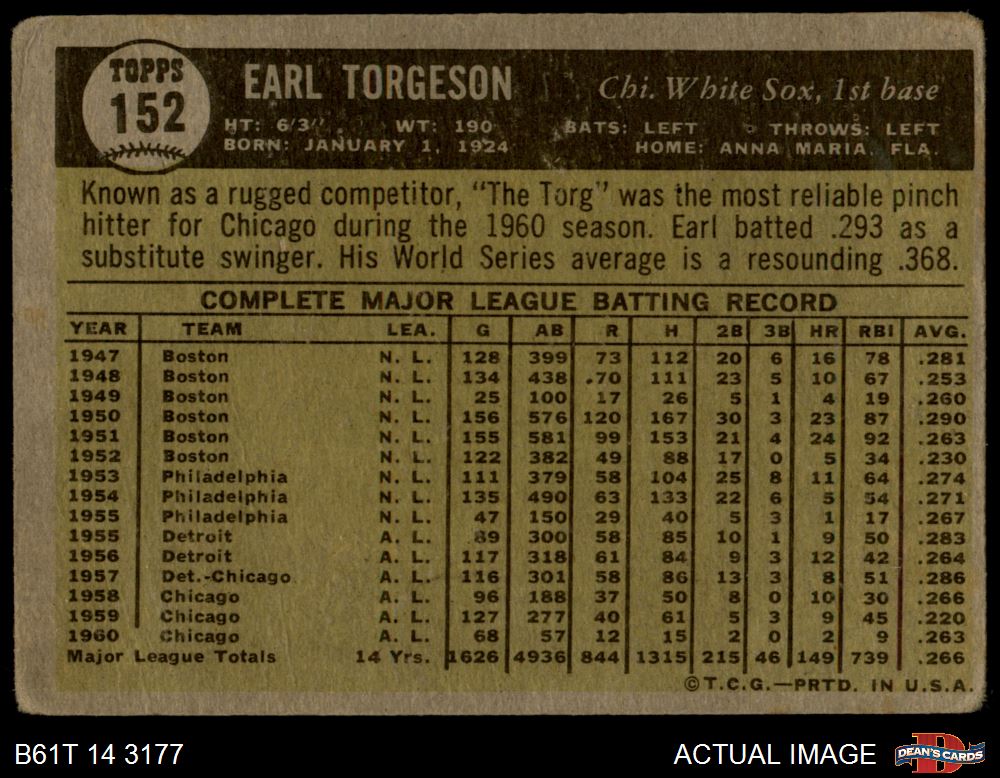 TOPPS
152
EARL TORGESON
Chi. White Sox, 1st base
HT: 6'3" WT: 190 BATS: LEFT THROWS: LEFT
BORN: JANUARY 1, 1924 HOME: ANNA MARIA, FLA.
Known as a rugged competitor, "The Torg" was the most reliable pinch
hitter for Chicago during the 1960 season. Earl batted .293 as a
substitute swinger. His World Series average is a resounding .368.
COMPLETE MAJOR LEAGUE BATTING RECORD
YEAR TEAM LEA. G AB R H 2B 3B HR RBI AVG.
1947 Boston N. L. 128 399 73 112 20 6 16 78 .281
1948 Boston N. L. 134 438 .70 111 23 5 10 67 .253
1949 Boston N. L. 25 100 17 26 5 1 4 19 .260
1950 Boston N. L. 156 576 120 167 30 3 23 87 .290
1951 Boston N. L. 155 581 99 153 21 4 24 92 .263
1952 Boston N. L. 122 382 49 88 17 0 5 34 .230
1953 Philadelphia N. L. 111 379 58 104 25 8 11 64 .274
1954 Philadelphia N. L. 135 490 63 133 22 6 5 54 .271
1955 Philadelphia N. L. 47 150 29 40 5 3 1 17 .267
1955 Detroit A. L. 89 300 58 85 10 1 9 50 .283
1956 Detroit A. L. 117 318 61 84 9 3 12 42 .264
1957 Det.-Chicago A. L. 116 301 58 86 13 3 8 51 .286
1958 Chicago A. L. 96 188 37 50 8 0 10 30 .266
1959 Chicago A. L. 127 277 40 61 5 3 9 45 .220
1960 Chicago A. L. 68 57 12 15 2 0 2 9 .263
Major League Totals 14 Yrs. 1626 4936 844 1315 215 46 149 739 .266
©T.C.G.—PRTD. IN U.S.A.
B61T 14 3177
ACTUAL IMAGE
DEAN'S CARDS